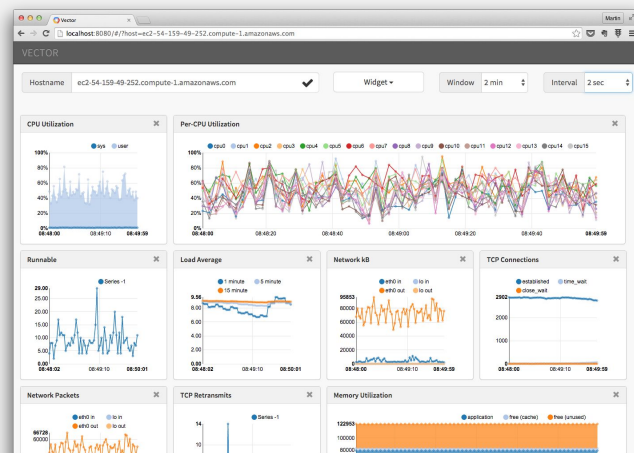 Vector
Martin
localhost:8080/#/?host=ec2-54-159-49-252.compute-1.amazonaws.com
VECTOR
Hostname ec2-54-159-49-252.compute-1.amazonaws.com Widget Window 2 min Interval 2 sec
CPU Utilization
sys user
100%
80%
60%
40%
20%
0%
08:48:00 08:49:10 08:49:59
Per-CPU Utilization
cpu0 cpu1 cpu2 cpu3 cpu4 cpu5 cpu6 cpu7 cpu8 cpu9 cpu10 cpu11 cpu12 cpu13 cpu14 cpu15
100%
80%
60%
40%
20%
0%
08:48:00 08:48:20 08:48:40 08:49:00 08:49:20 08:49:40 08:49:59
Runnable
Series -1
29.00
25.00
20.00
15.00
10.00
5.00
0.00
08:48:02 08:49:10 08:50:01
Load Average
1 minute 5 minute
15 minute
9.56
8.00
6.00
4.00
2.00
0.00
08:48:02 08:49:10 08:50:01
Network kB
eth0 in lo in
eth0 out lo out
95853
80000
60000
40000
20000
0
08:48:00 08:49:10 08:49:59
TCP Connections
established time_wait
close_wait
2902
2000
1000
0
08:48:00 08:49:10 08:49:59
Network Packets
eth0 in lo in
eth0 out lo out
66728
60000
TCP Retransmits
Series -1
14
10
Memory Utilization
application free (cache) free (unused)
122953
100000
80000